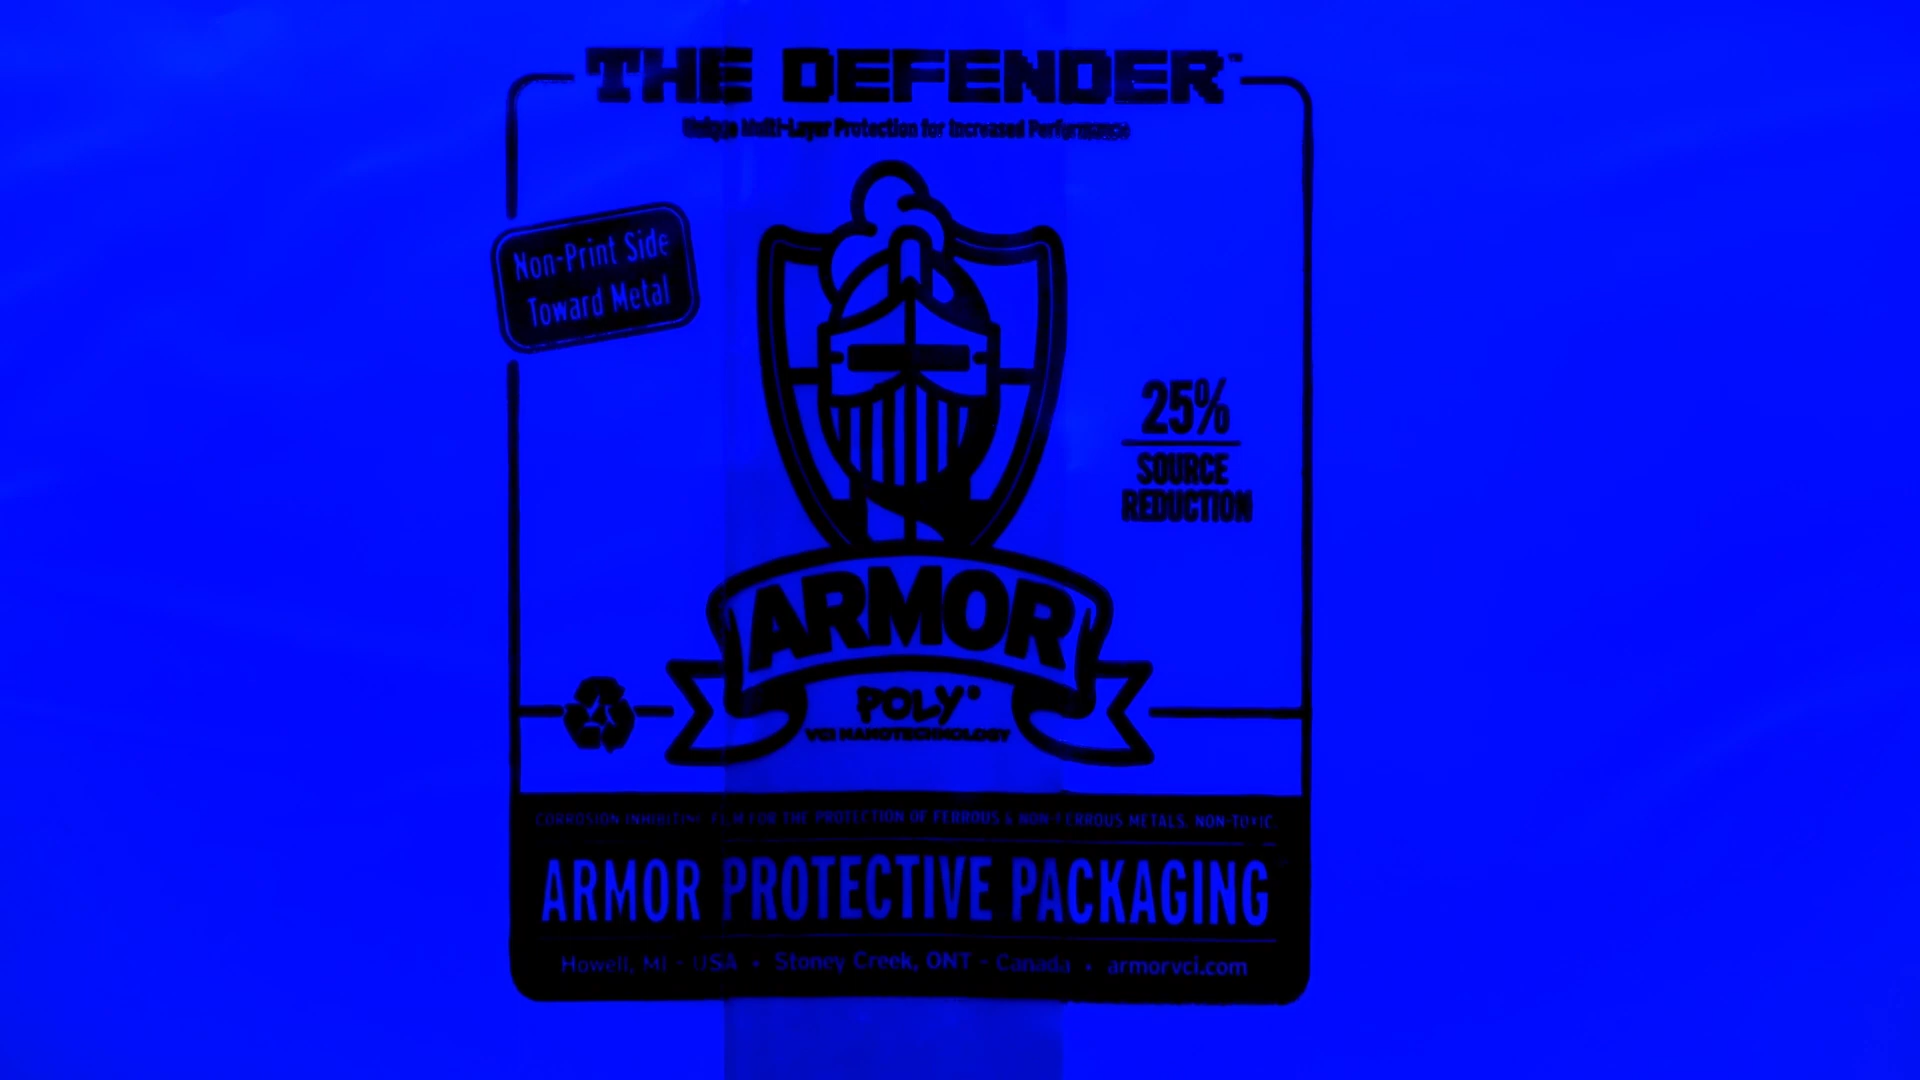 THE DEFENDER™
Unique Multi-Layer Protection for Increased Performance
Non-Print Side
Toward Metal
25%
SOURCE
REDUCTION
ARMOR
POLY®
VCI NANOTECHNOLOGY
CORROSION INHIBITING FILM FOR THE PROTECTION OF FERROUS & NON-FERROUS METALS. NON-TOXIC.
ARMOR PROTECTIVE PACKAGING
Howell, MI - USA • Stoney Creek, ONT - Canada • armorvci.com